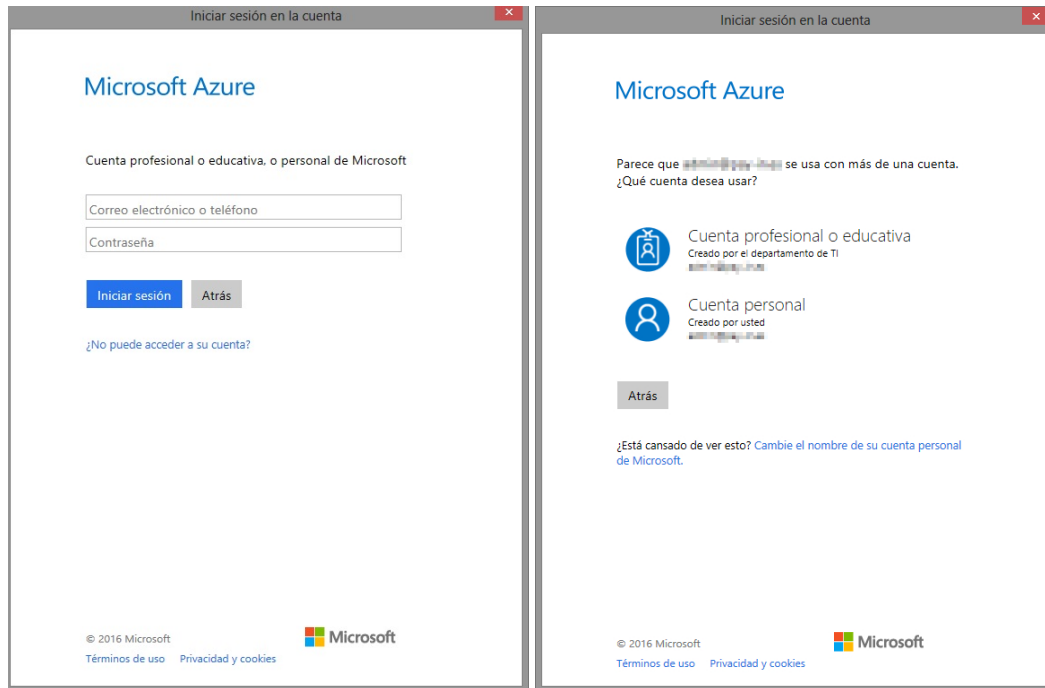 Iniciar sesión en la cuenta
Microsoft Azure
Cuenta profesional o educativa, o personal de Microsoft
Correo electrónico o teléfono
Contraseña
Iniciar sesión Atrás
¿No puede acceder a su cuenta?
© 2016 Microsoft
Microsoft
Términos de uso Privacidad y cookies
Iniciar sesión en la cuenta
Microsoft Azure
Parece que se usa con más de una cuenta.
¿Qué cuenta desea usar?
Cuenta profesional o educativa
Creado por el departamento de TI
Cuenta personal
Creado por usted
Atrás
¿Está cansado de ver esto? Cambie el nombre de su cuenta personal
de Microsoft.
© 2016 Microsoft
Microsoft
Términos de uso Privacidad y cookies